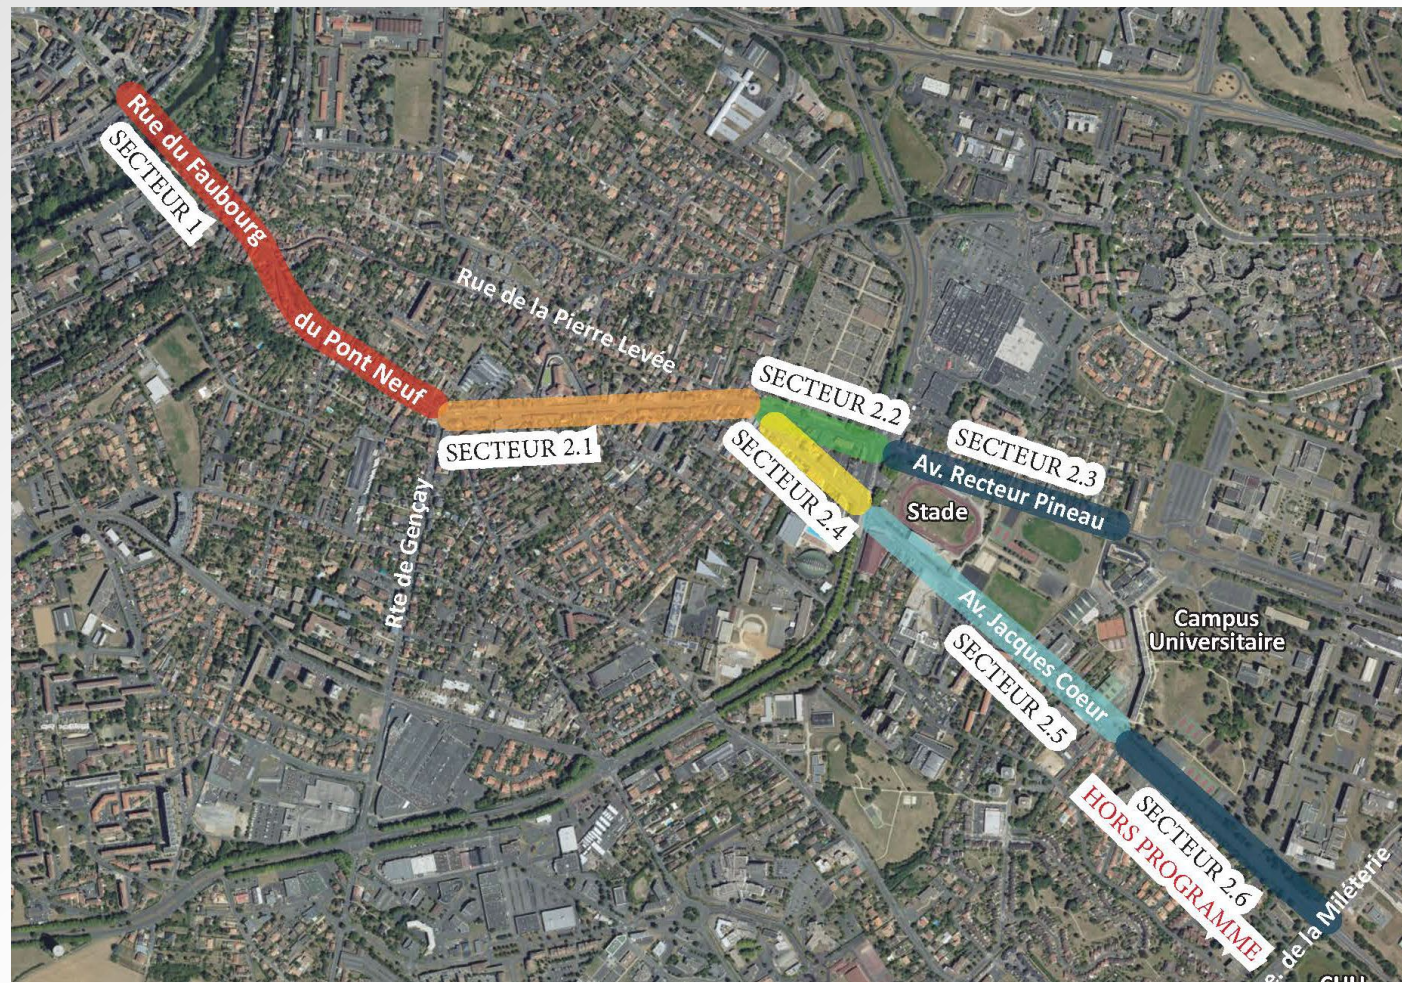 Rue du Faubourg
SECTEUR 1
du Pont Neuf
Rue de la Pierre Levée
SECTEUR 2.1
Rte de Gençay
SECTEUR 2.2
SECTEUR 2.4
SECTEUR 2.3
Av. Recteur Pineau
Stade
Av. Jacques Coeur
SECTEUR 2.5
Campus
Universitaire
SECTEUR 2.6
HORS PROGRAMME
de la Milétrie